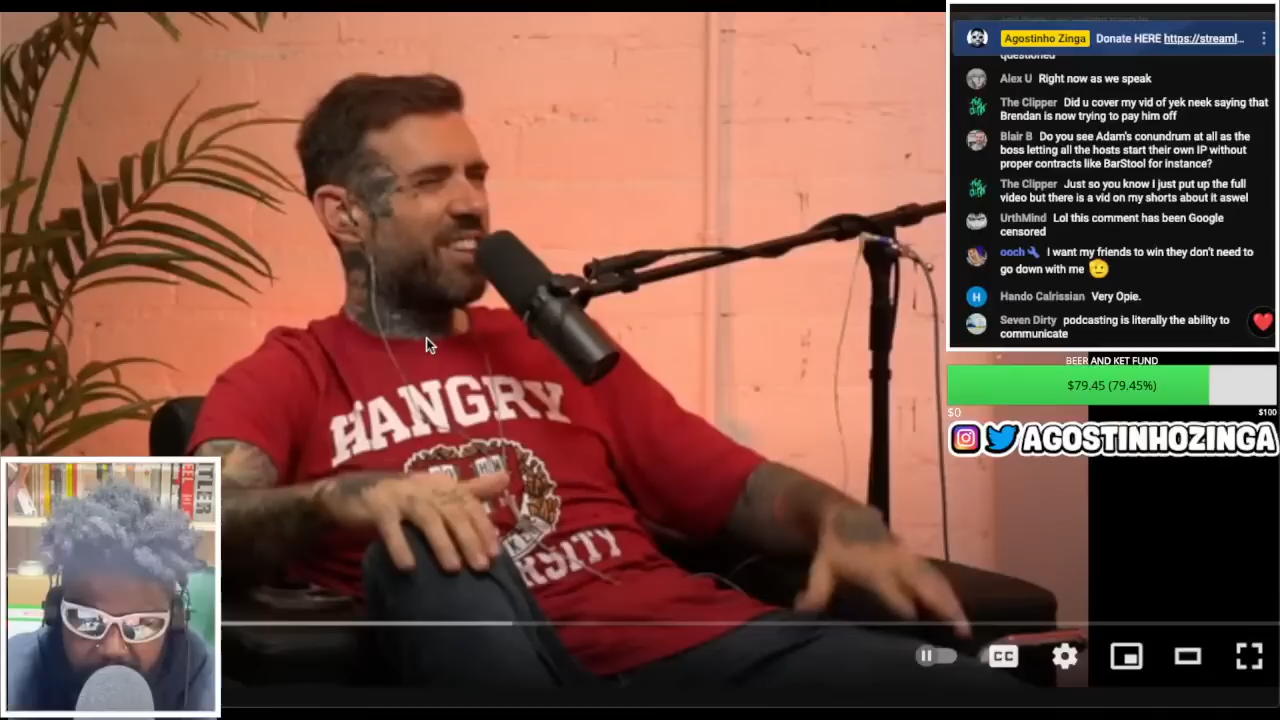 Agostinho Zinga Donate HERE https://streaml...
questioned
Alex U Right now as we speak
The Clipper Did u cover my vid of yek neek saying that
Brendan is now trying to pay him off
Blair B Do you see Adam's conundrum at all as the
boss letting all the hosts start their own IP without
proper contracts like BarStool for instance?
The Clipper Just so you know I just put up the full
video but there is a vid on my shorts about it aswel
UrthMind Lol this comment has been Google
censored
ooch I want my friends to win they don't need to
go down with me
Hando Calrissian Very Opie.
Seven Dirty podcasting is literally the ability to
communicate
BEER AND KET FUND
$79.45 (79.45%)
$0 $100
AGOSTINHOZINGA
HANGRY
HOW
CC